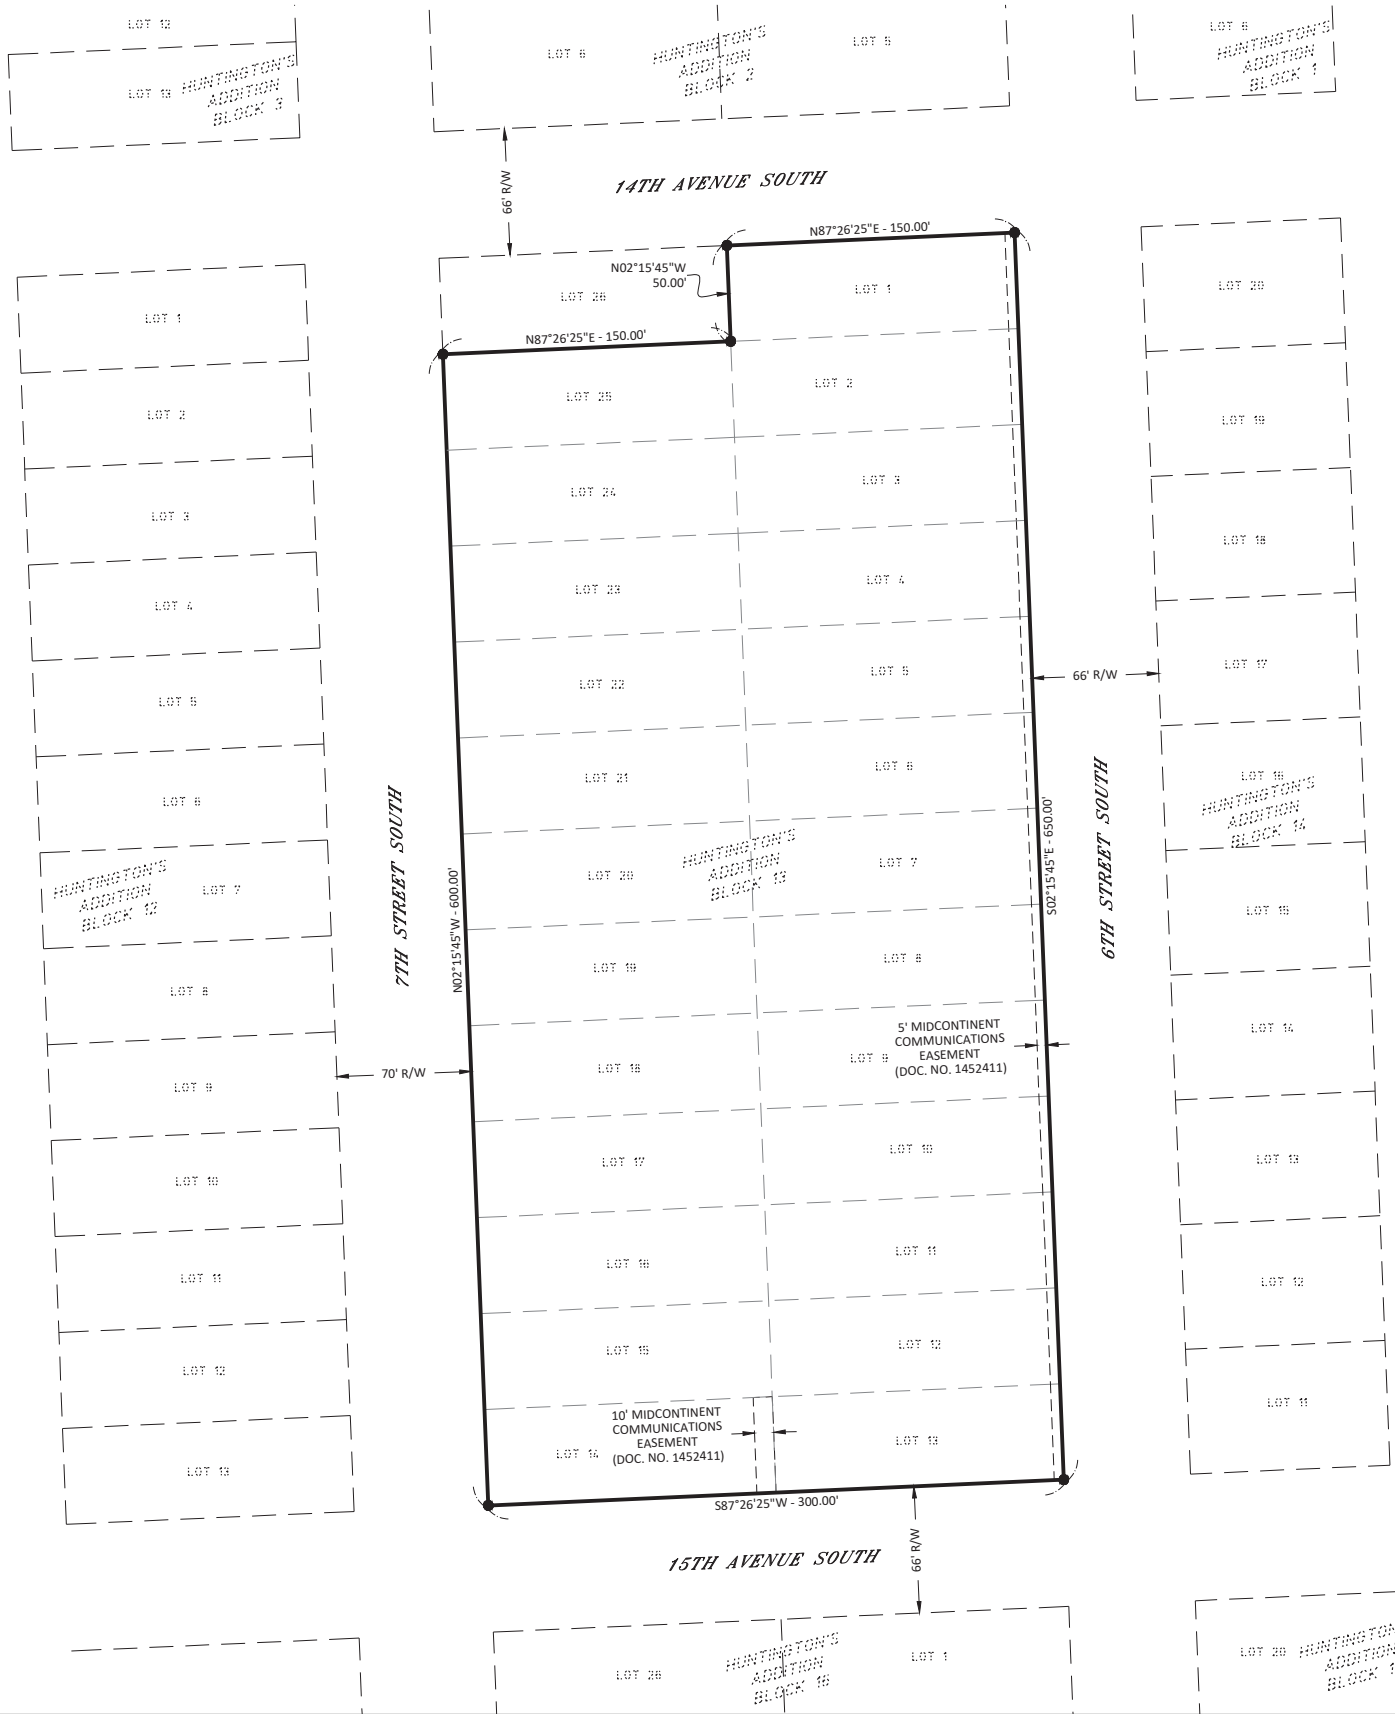 LOT 12
LOT 13
HUNTINGTON'S
ADDITION
BLOCK 3
LOT 6
HUNTINGTON'S
ADDITION
BLOCK 2
LOT 5
LOT 6
HUNTINGTON'S
ADDITION
BLOCK 1
66' R/W
14TH AVENUE SOUTH
N87°26'25"E - 150.00'
N02°15'45"W
50.00'
LOT 26
LOT 1
N87°26'25"E - 150.00'
LOT 25
LOT 2
LOT 24
LOT 3
LOT 23
LOT 4
LOT 22
LOT 5
LOT 21
LOT 6
LOT 20
HUNTINGTON'S
ADDITION
BLOCK 13
LOT 7
LOT 19
LOT 8
LOT 18
LOT 9
5' MIDCONTINENT
COMMUNICATIONS
EASEMENT
(DOC. NO. 1452411)
LOT 17
LOT 10
LOT 16
LOT 11
LOT 15
LOT 12
LOT 14
10' MIDCONTINENT
COMMUNICATIONS
EASEMENT
(DOC. NO. 1452411)
LOT 13
S87°26'25"W - 300.00'
N02°15'45"W - 600.00'
S02°15'45"E - 650.00'
7TH STREET SOUTH
70' R/W
6TH STREET SOUTH
66' R/W
LOT 1
LOT 2
LOT 3
LOT 4
LOT 5
LOT 6
HUNTINGTON'S
ADDITION
BLOCK 12
LOT 7
LOT 8
LOT 9
LOT 10
LOT 11
LOT 12
LOT 13
LOT 20
LOT 19
LOT 18
LOT 17
LOT 16
HUNTINGTON'S
ADDITION
BLOCK 14
LOT 15
LOT 14
LOT 13
LOT 12
LOT 11
15TH AVENUE SOUTH
66' R/W
LOT 26
HUNTINGTON'S
ADDITION
BLOCK 16
LOT 1
LOT 20
HUNTINGTON'
ADDITION
BLOCK 1